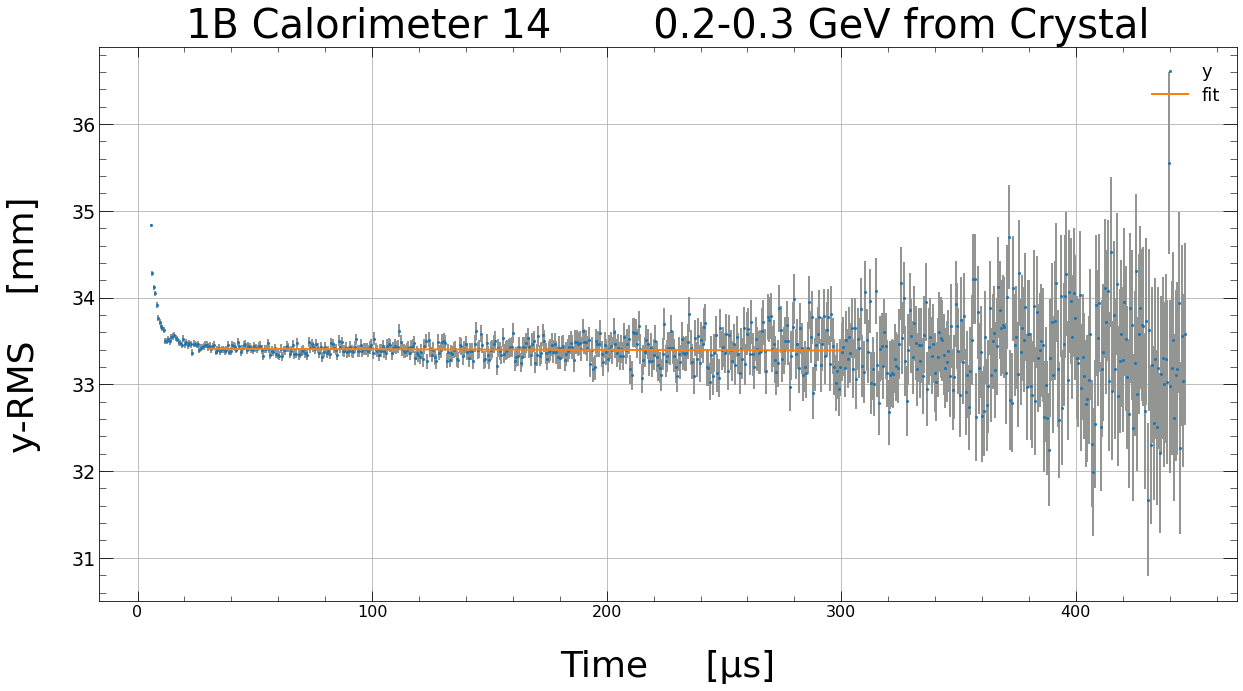 1B Calorimeter 14 0.2-0.3 GeV from Crystal
y
fit
36
35
34
33
32
31
y-RMS [mm]
0 100 200 300 400
Time [μs]